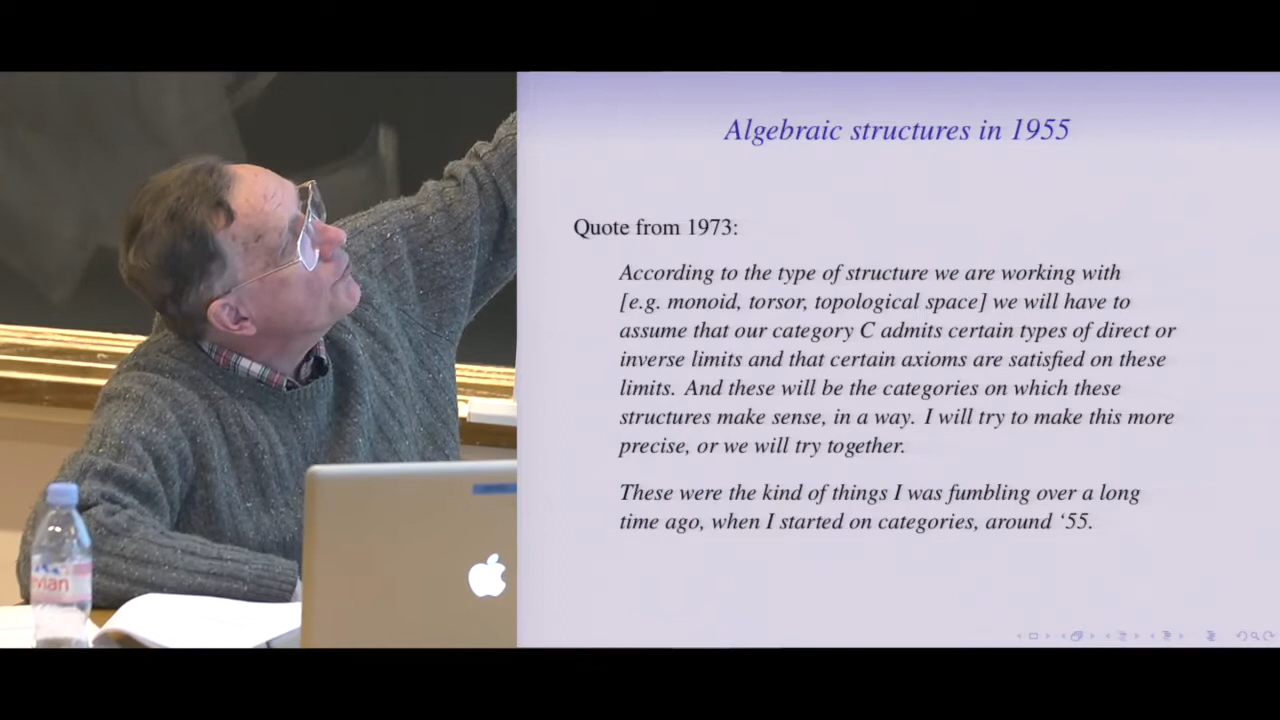 Algebraic structures in 1955
Quote from 1973:
According to the type of structure we are working with
[e.g. monoid, torsor, topological space] we will have to
assume that our category C admits certain types of direct or
inverse limits and that certain axioms are satisfied on these
limits. And these will be the categories on which these
structures make sense, in a way. I will try to make this more
precise, or we will try together.
These were the kind of things I was fumbling over a long
time ago, when I started on categories, around ‘55.
evian